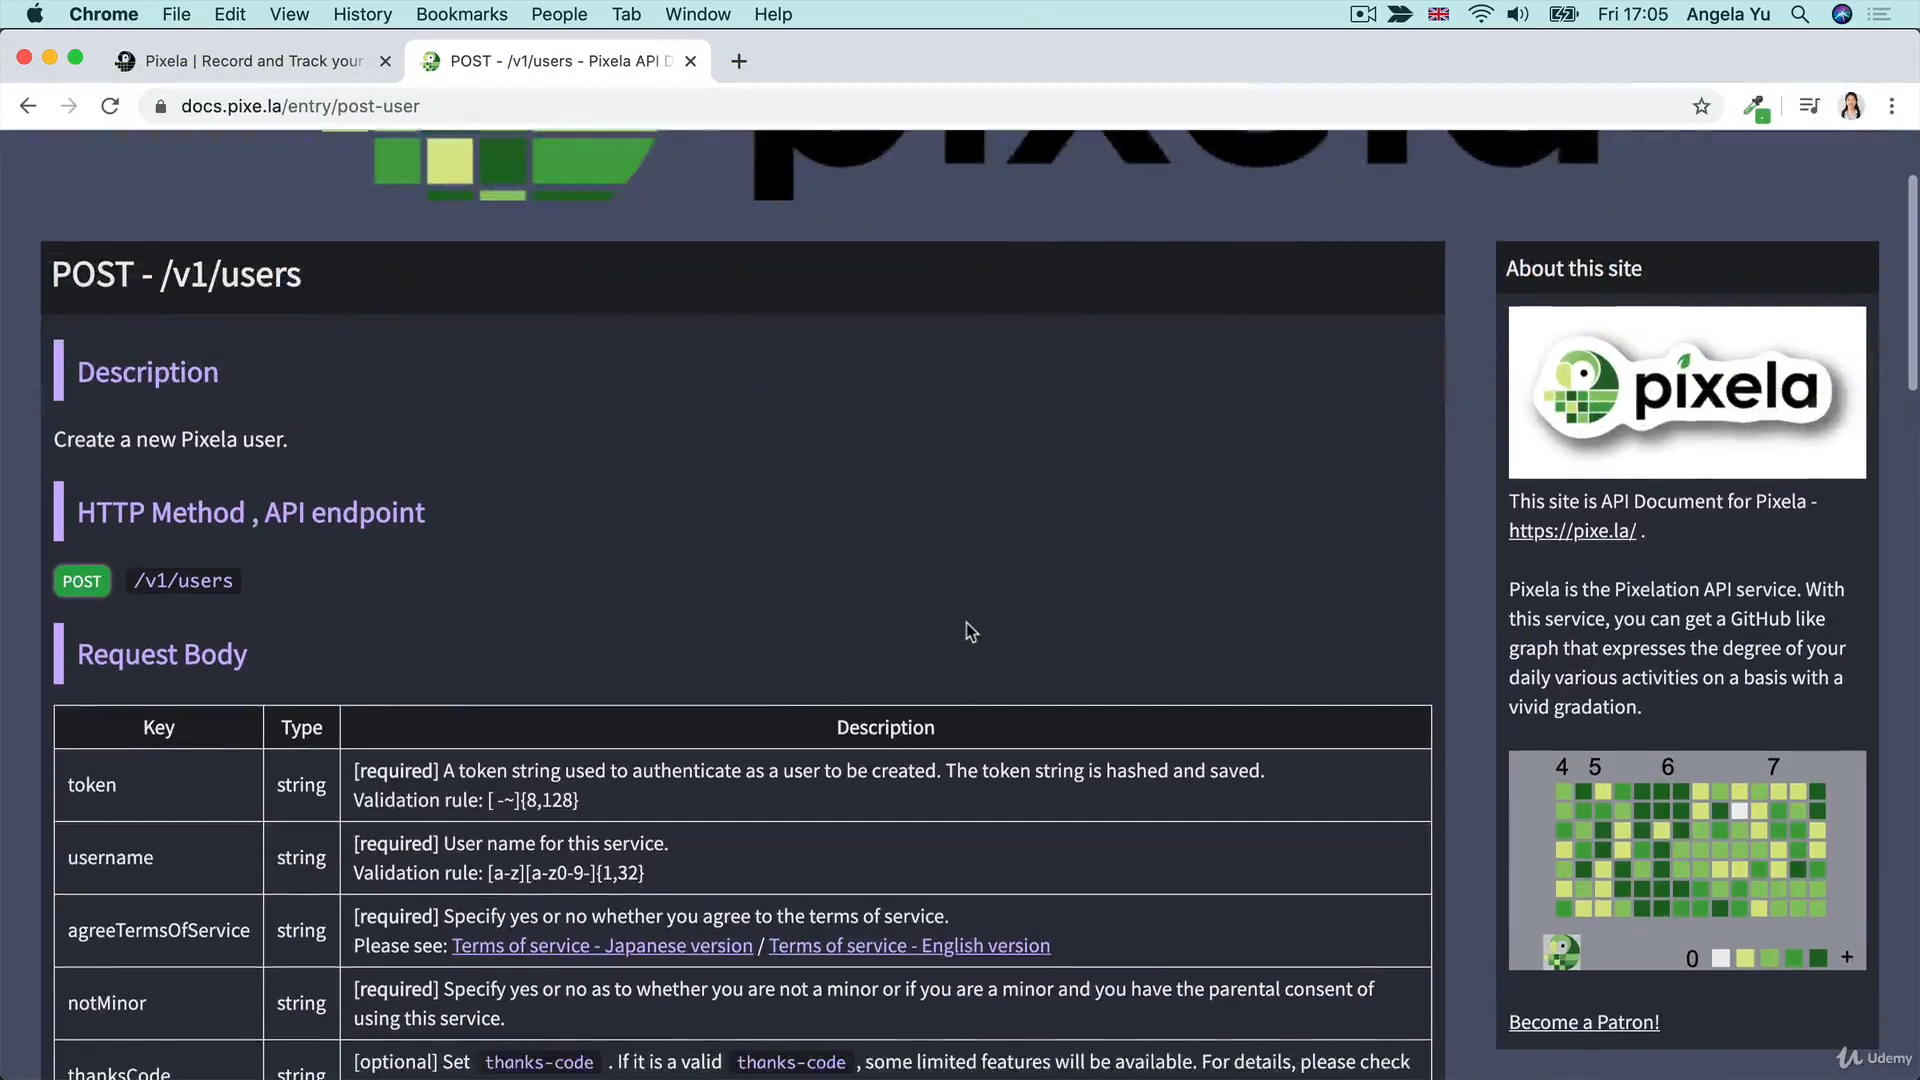 Chrome File Edit View History Bookmarks People Tab Window Help Fri 17:05 Angela Yu
Pixela | Record and Track your
POST - /v1/users - Pixela API D
docs.pixe.la/entry/post-user
pixela
POST - /v1/users
Description
Create a new Pixela user.
HTTP Method , API endpoint
POST /v1/users
Request Body
Key Type Description
token string [required] A token string used to authenticate as a user to be created. The token string is hashed and saved.
Validation rule: [ -~]{8,128}
username string [required] User name for this service.
Validation rule: [a-z][a-z0-9-]{1,32}
agreeTermsOfService string [required] Specify yes or no whether you agree to the terms of service.
Please see: Terms of service - Japanese version / Terms of service - English version
notMinor string [required] Specify yes or no as to whether you are not a minor or if you are a minor and you have the parental consent of
using this service.
thanksCode string [optional] Set thanks-code . If it is a valid thanks-code , some limited features will be available. For details, please check
About this site
pixela
This site is API Document for Pixela -
https://pixe.la/ .
Pixela is the Pixelation API service. With
this service, you can get a GitHub like
graph that expresses the degree of your
daily various activities on a basis with a
vivid gradation.
4 5 6 7
0 +
Become a Patron!
Udemy